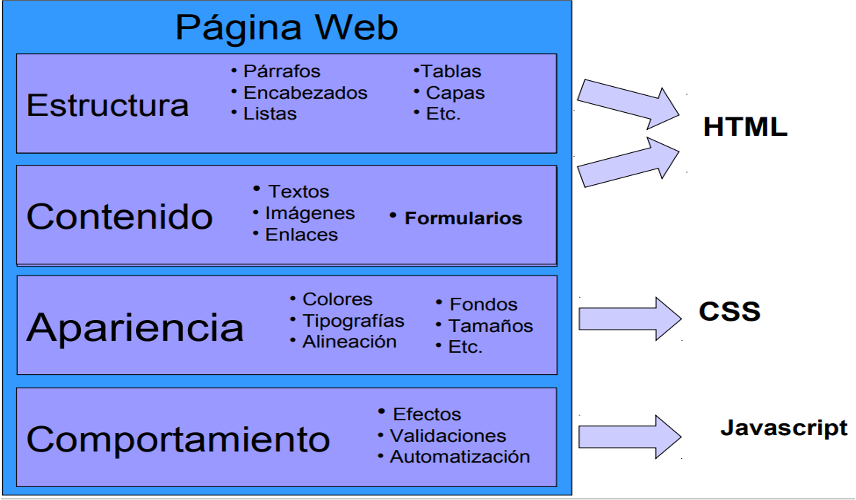 Página Web
Estructura
• Párrafos
• Encabezados
• Listas
•Tablas
• Capas
• Etc.
HTML
Contenido
• Textos
• Imágenes
• Enlaces
• Formularios
Apariencia
• Colores
• Tipografías
• Alineación
• Fondos
• Tamaños
• Etc.
CSS
Comportamiento
• Efectos
• Validaciones
• Automatización
Javascript